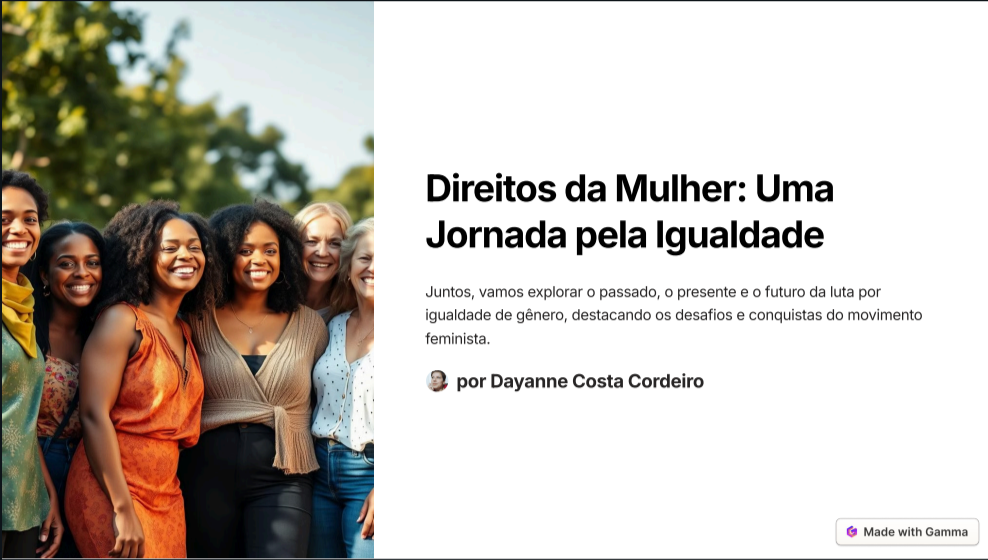 Direitos da Mulher: Uma
Jornada pela Igualdade
Juntos, vamos explorar o passado, o presente e o futuro da luta por
igualdade de gênero, destacando os desafios e conquistas do movimento
feminista.
por Dayanne Costa Cordeiro
Made with Gamma